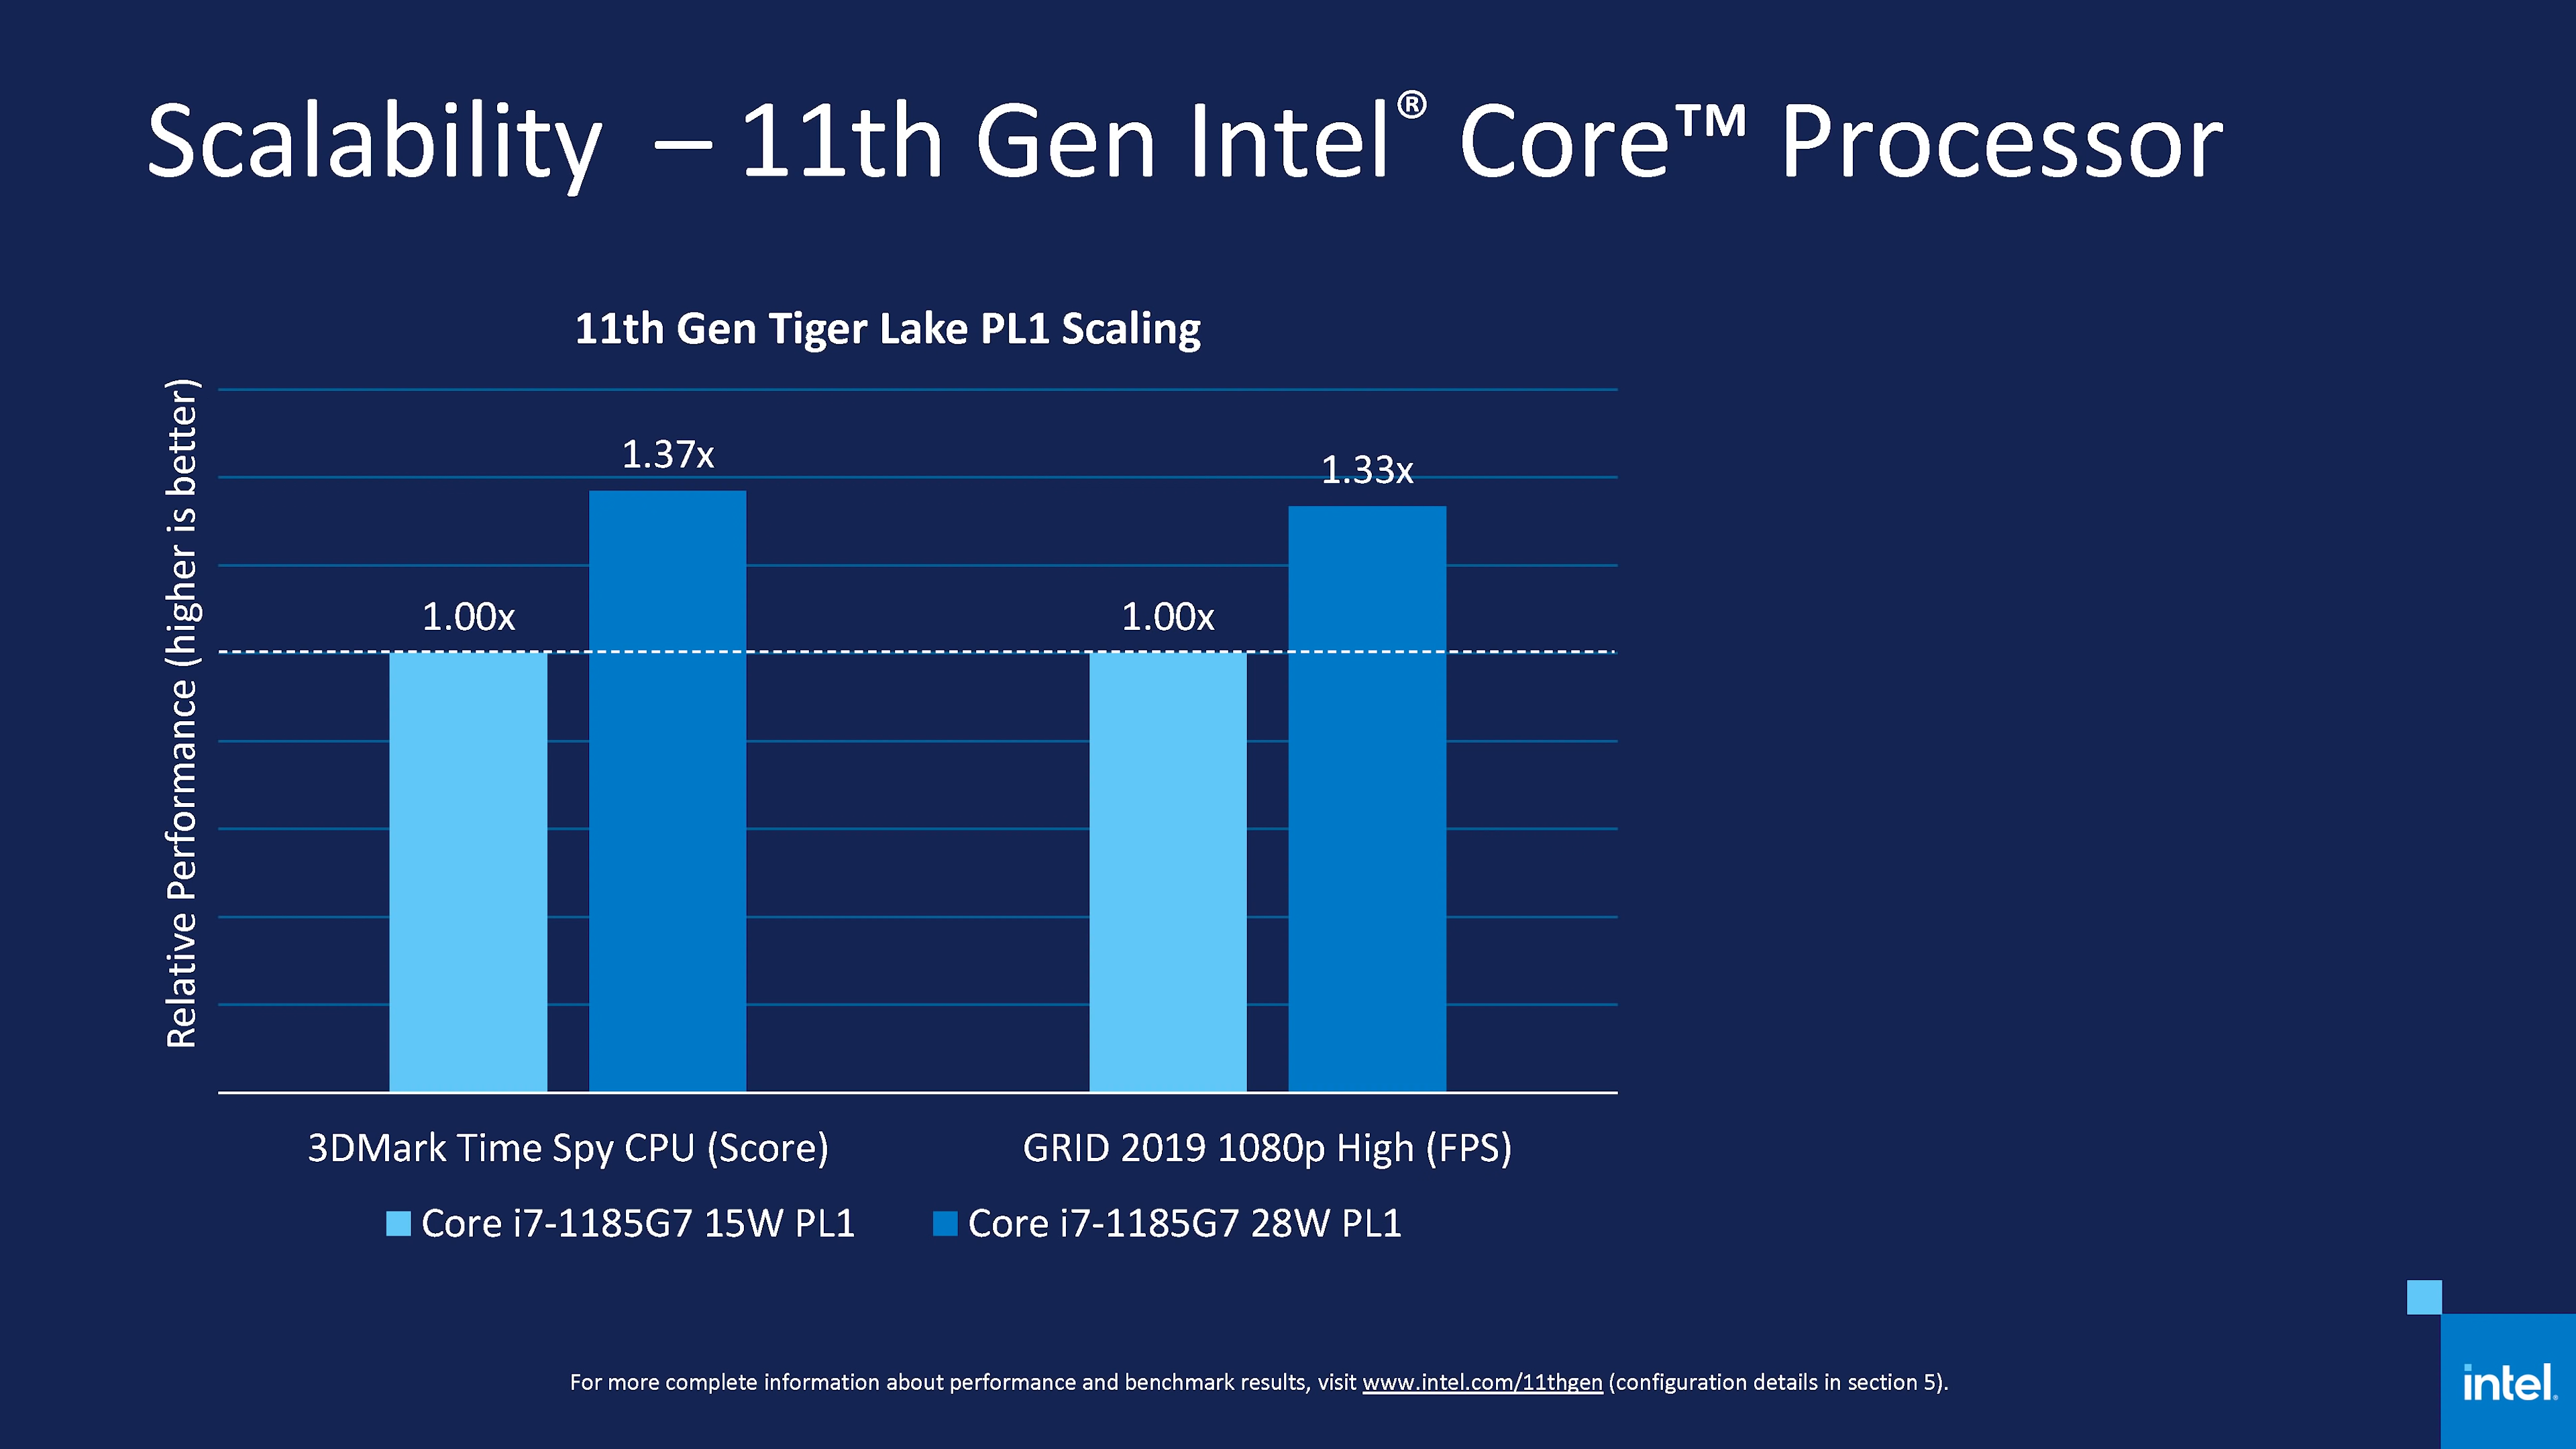 Scalability – 11th Gen Intel® Core™ Processor
11th Gen Tiger Lake PL1 Scaling
Relative Performance (higher is better)
1.00x
1.37x
1.00x
1.33x
3DMark Time Spy CPU (Score)
GRID 2019 1080p High (FPS)
Core i7-1185G7 15W PL1
Core i7-1185G7 28W PL1
For more complete information about performance and benchmark results, visit www.intel.com/11thgen (configuration details in section 5).
intel.